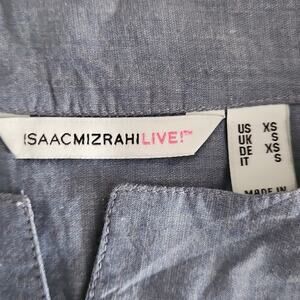 ISAACMIZRAHILIVE!™
US XS
UK S
DE XS
IT S
MADE IN